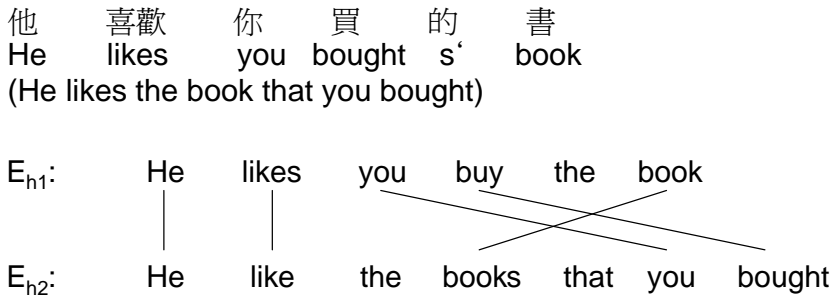 他 喜歡 你 買 的 書
He likes you bought s‘ book
(He likes the book that you bought)
Eh1: He likes you buy the book
Eh2: He like the books that you bought